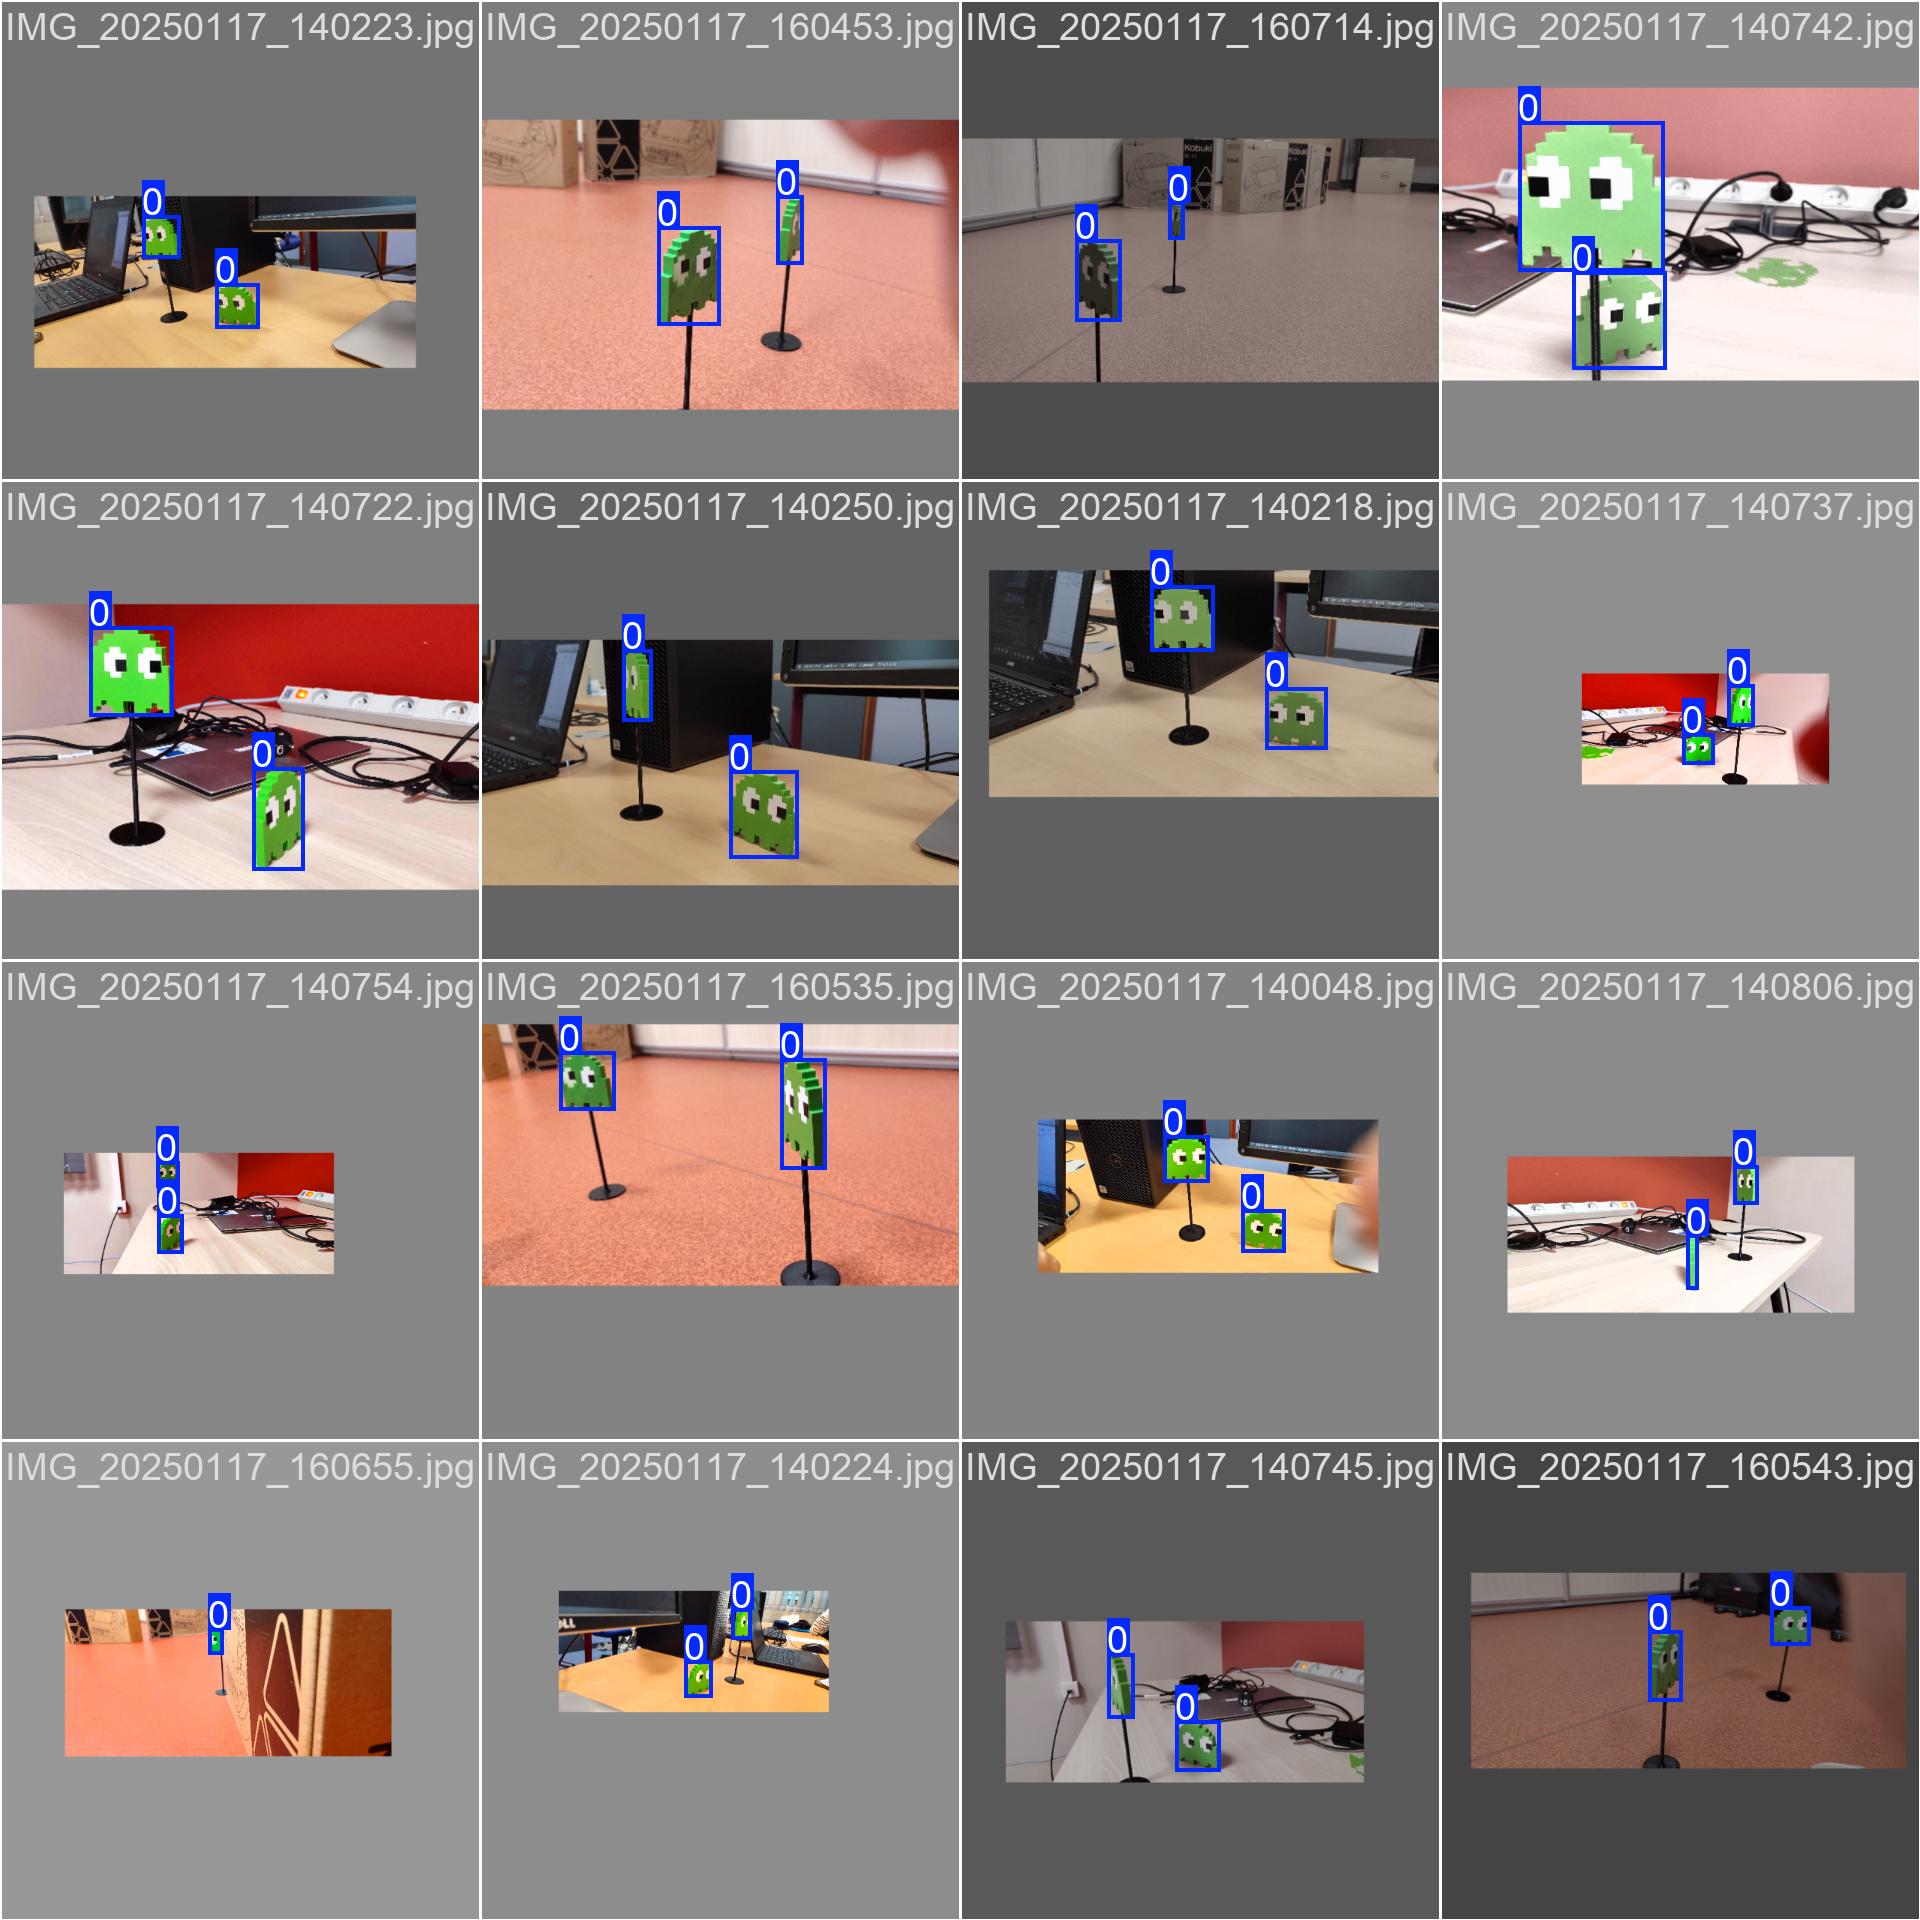 IMG_20250117_140223.jpg
IMG_20250117_160453.jpg
IMG_20250117_160714.jpg
IMG_20250117_140742.jpg
0
0
0
0
0
0
Kobuki
Kobuki
0
0
IMG_20250117_140722.jpg
IMG_20250117_140250.jpg
IMG_20250117_140218.jpg
IMG_20250117_140737.jpg
0
0
0
0
0
0
0
0
IMG_20250117_140754.jpg
IMG_20250117_160535.jpg
IMG_20250117_140048.jpg
IMG_20250117_140806.jpg
0
0
0
0
0
0
0
0
IMG_20250117_160655.jpg
IMG_20250117_140224.jpg
IMG_20250117_140745.jpg
IMG_20250117_160543.jpg
0
0
DELL
0
0
0
0
0